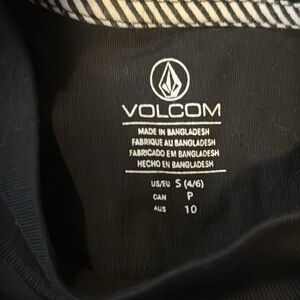 VOLCOM
MADE IN BANGLADESH
FABRIQUE AU BANGLADESH
FABRICADO EM BANGLADESH
HECHO EN BANGLADESH
US/EU S (4/6)
CAN P
AUS 10